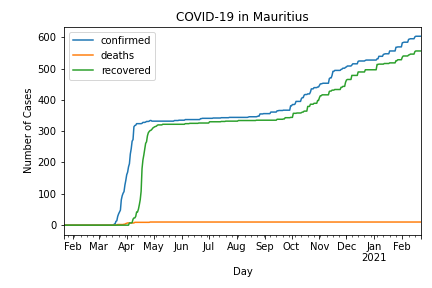 COVID-19 in Mauritius
confirmed
deaths
recovered
Number of Cases
600
500
400
300
200
100
0
Feb Mar Apr May Jun Jul Aug Sep Oct Nov Dec Jan Feb
2021
Day